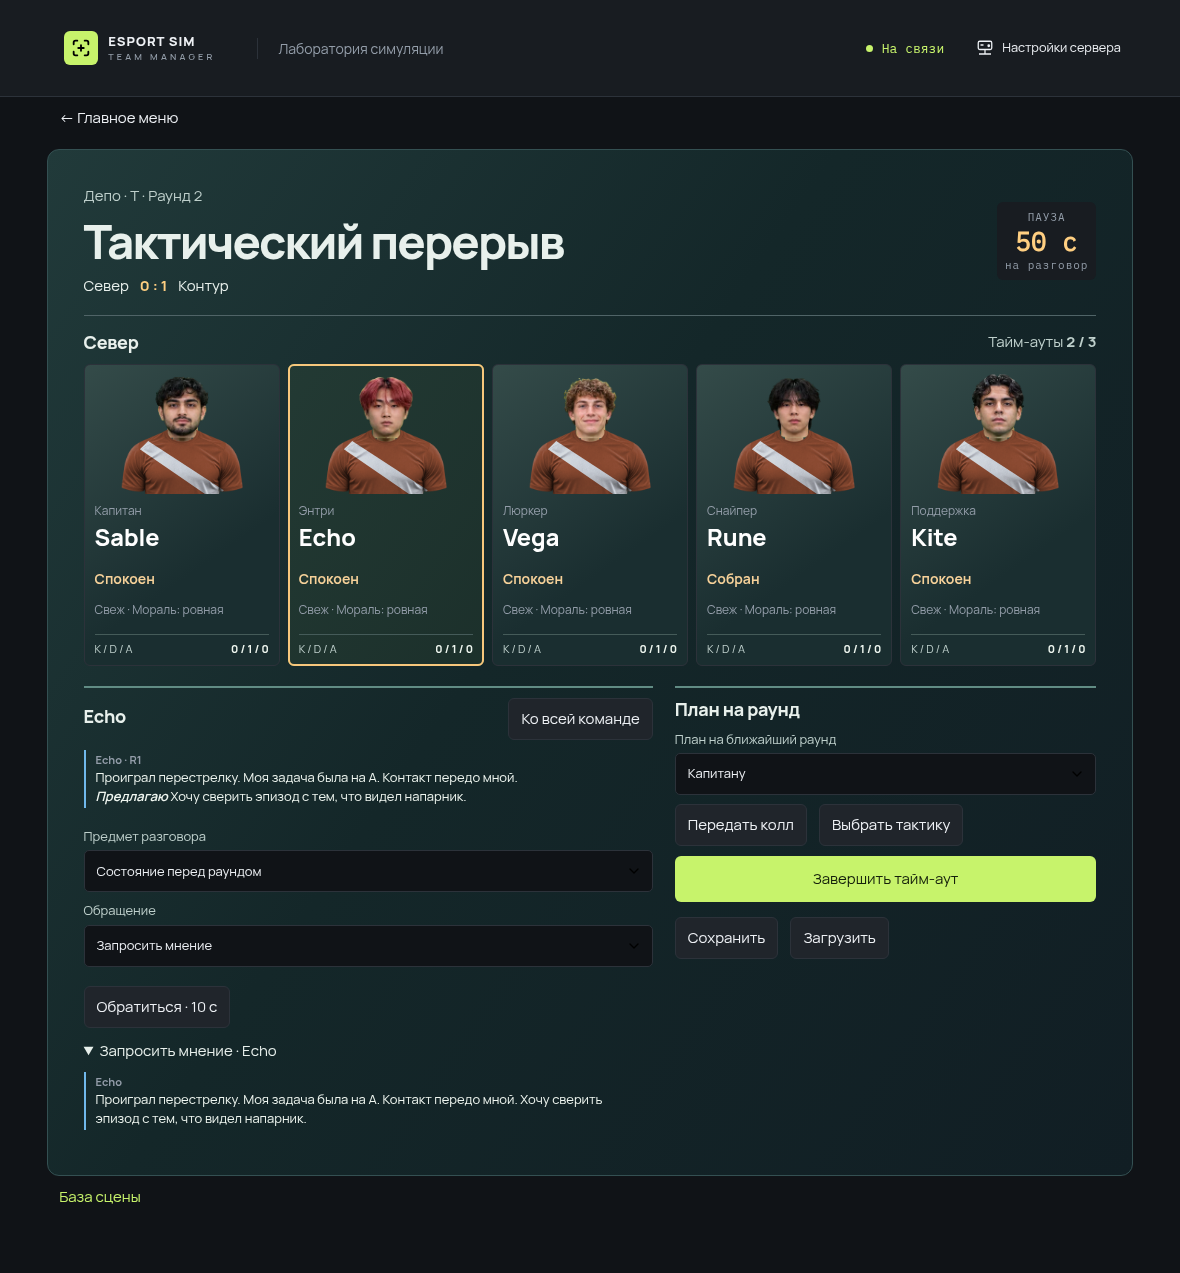 ESPORT SIM
TEAM MANAGER
Лаборатория симуляции
На связи
Настройки сервера
← Главное меню
Депо · T · Раунд 2
Тактический перерыв
Север 0 : 1 Контур
ПАУЗА
50 с
на разговор
Север
Тайм-ауты 2 / 3
Капитан
Sable
Спокоен
Свеж · Мораль: ровная
K/D/A 0/1/0
Энтри
Echo
Спокоен
Свеж · Мораль: ровная
K/D/A 0/1/0
Люркер
Vega
Спокоен
Свеж · Мораль: ровная
K/D/A 0/1/0
Снайпер
Rune
Собран
Свеж · Мораль: ровная
K/D/A 0/1/0
Поддержка
Kite
Спокоен
Свеж · Мораль: ровная
K/D/A 0/1/0
Echo
Ко всей команде
Echo · R1
Проиграл перестрелку. Моя задача была на A. Контакт передо мной.
Предлагаю Хочу сверить эпизод с тем, что видел напарник.
Предмет разговора
Состояние перед раундом
Обращение
Запросить мнение
Обратиться · 10 с
▼ Запросить мнение · Echo
Echo
Проиграл перестрелку. Моя задача была на A. Контакт передо мной. Хочу сверить
эпизод с тем, что видел напарник.
План на раунд
План на ближайший раунд
Капитану
Передать колл
Выбрать тактику
Завершить тайм-аут
Сохранить
Загрузить
База сцены